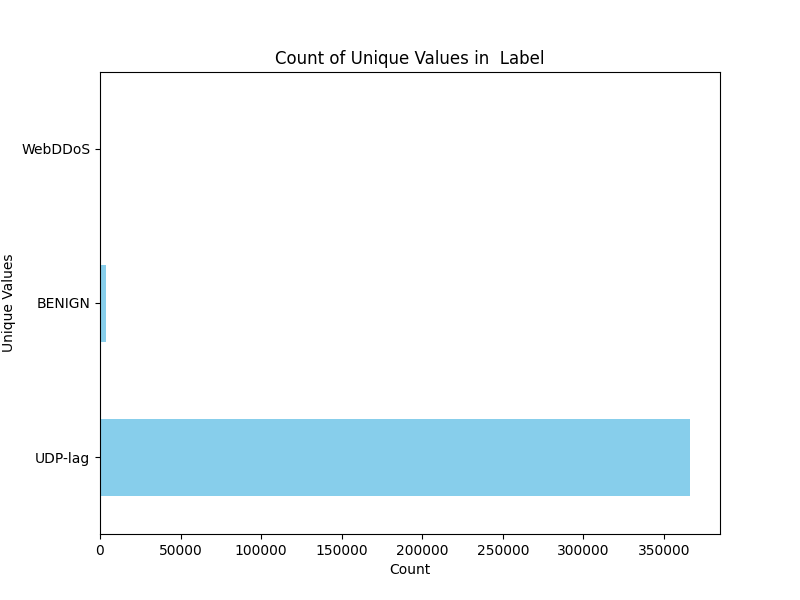 Count of Unique Values in  Label
WebDDoS
BENIGN
UDP-lag
Unique Values
0 50000 100000 150000 200000 250000 300000 350000
Count